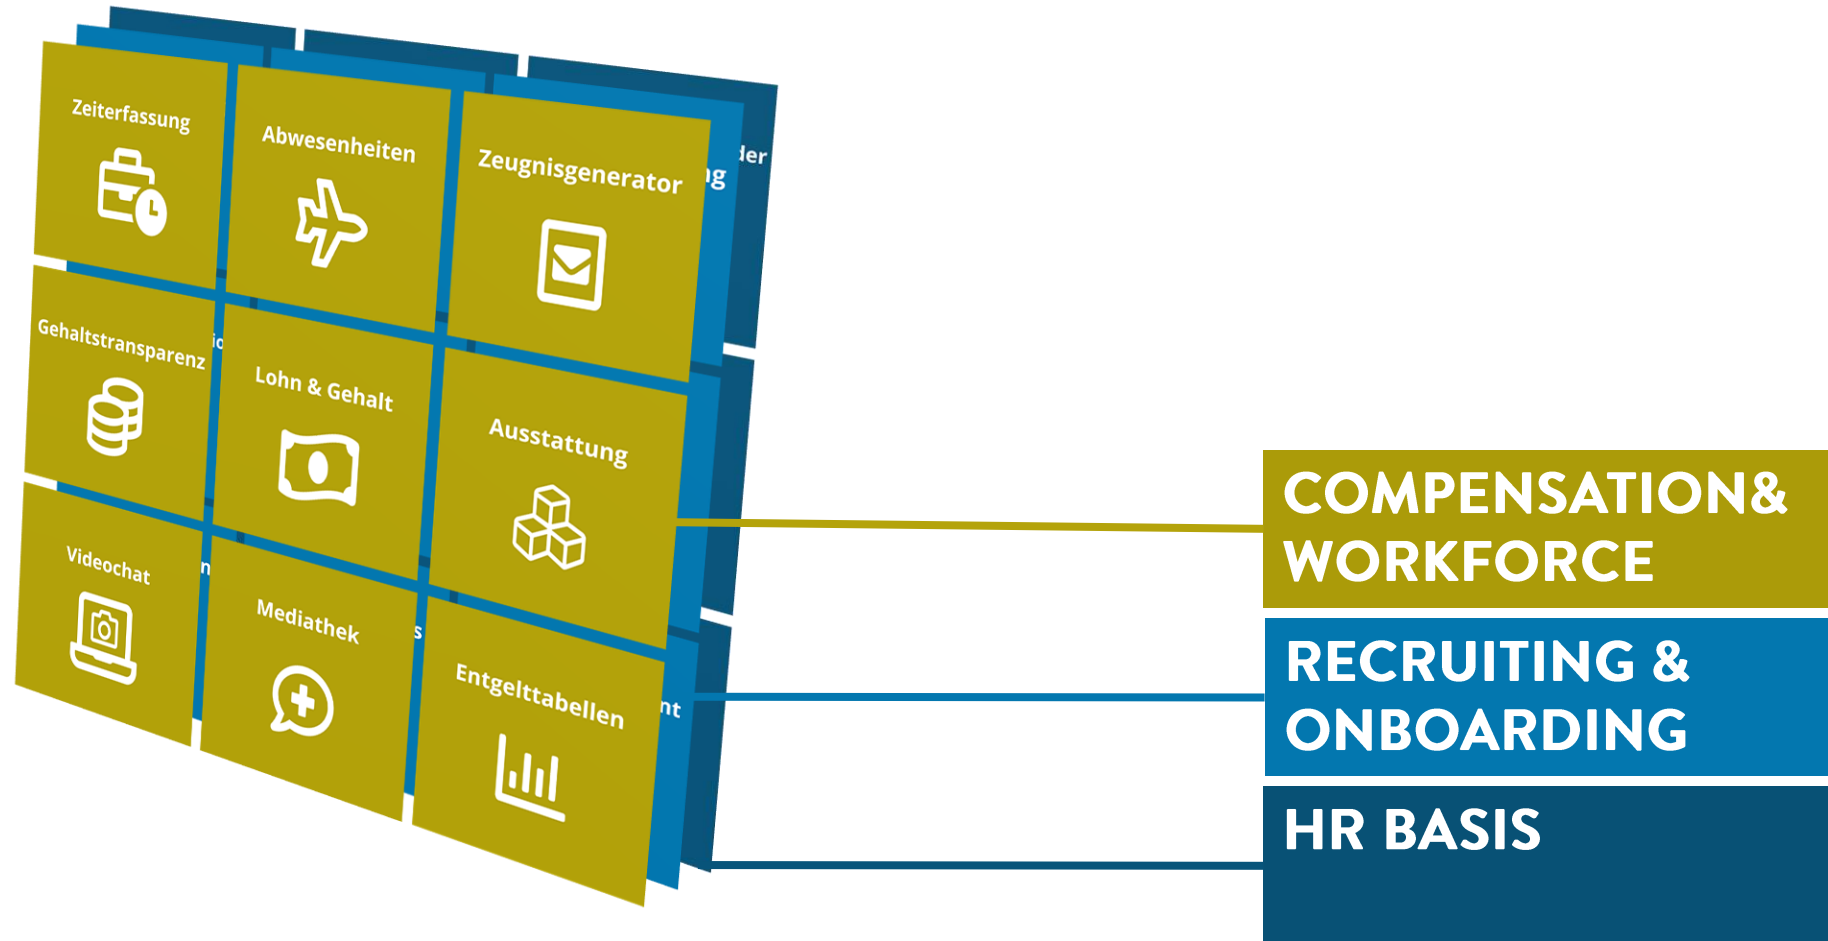 Zeiterfassung
Abwesenheiten
Zeugnisgenerator
Gehaltstransparenz
Lohn & Gehalt
Ausstattung
Videochat
Mediathek
Entgelttabellen
COMPENSATION&
WORKFORCE
RECRUITING &
ONBOARDING
HR BASIS